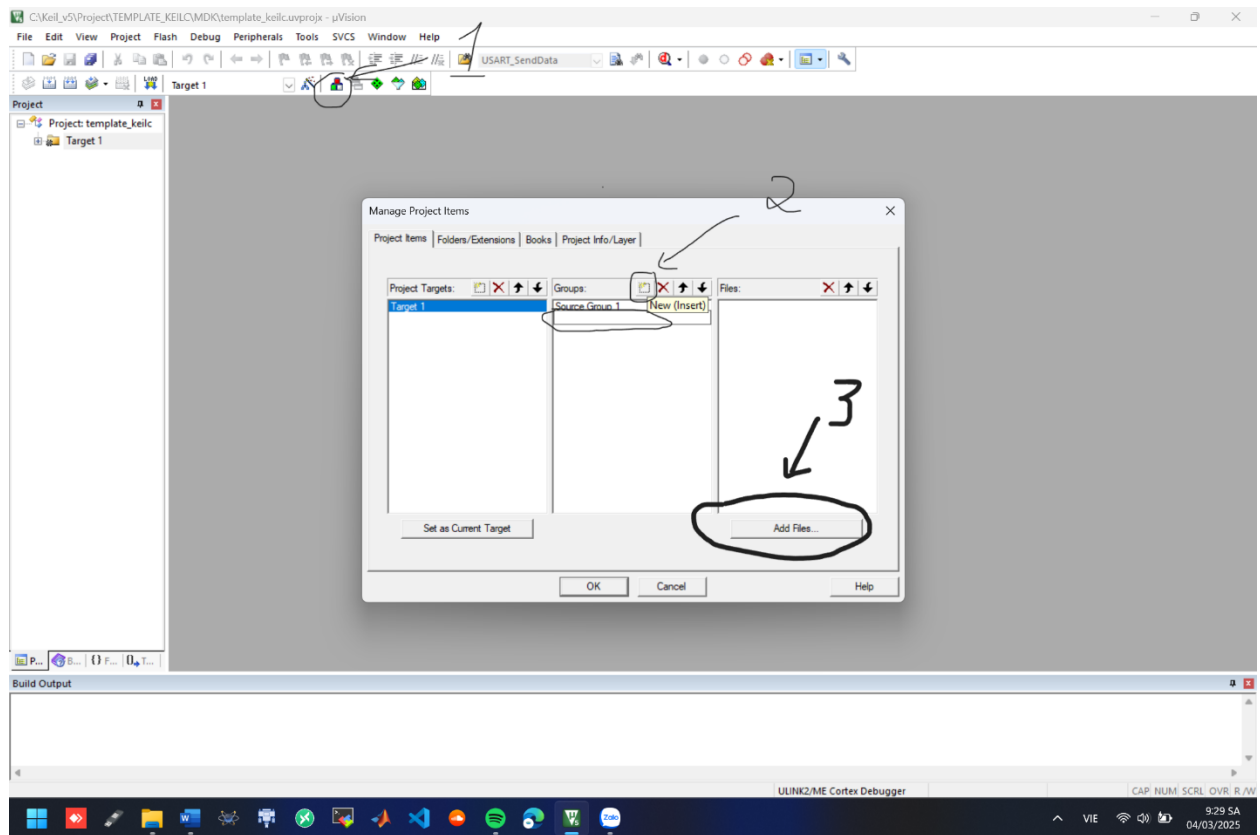 C:\Keil_v5\Project\TEMPLATE_KEILC\MDK\template_keilc.uvprojx - µVision
File Edit View Project Flash Debug Peripherals Tools SVCS Window Help
1
USART_SendData
LOAD
Target 1
Project
Project: template_keilc
Target 1
2
Manage Project Items
Project Items Folders/Extensions Books Project Info/Layer
Project Targets: Groups: Files:
Target 1 Source Group 1 New (Insert)
3
Set as Current Target Add Files...
OK Cancel Help
P... B... {} F... T...
Build Output
ULINK2/ME Cortex Debugger CAP NUM SCRL OVR R/W
Zalo
VIE 9:29 SA
04/03/2025